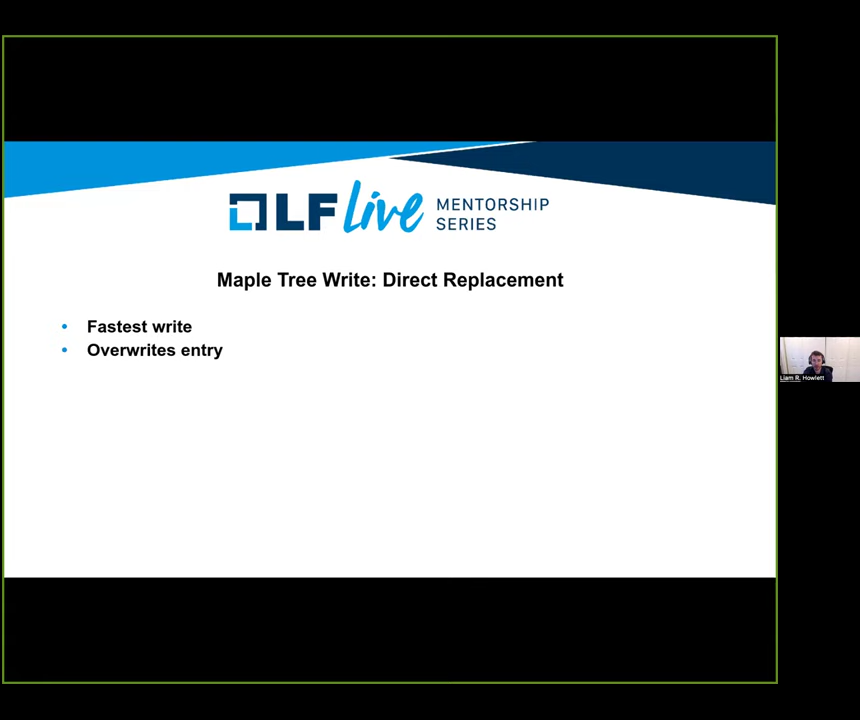 LF Live MENTORSHIP
SERIES
Maple Tree Write: Direct Replacement
• Fastest write
• Overwrites entry
Liam R. Howlett